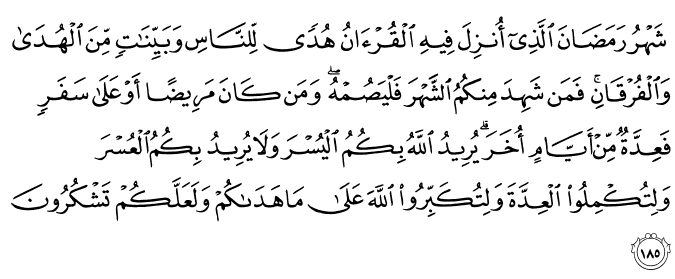 شَهۡرُ رَمَضَانَ ٱلَّذِيٓ أُنزِلَ فِيهِ ٱلۡقُرۡءَانُ هُدٗى لِّلنَّاسِ وَبَيِّنَٰتٖ مِّنَ ٱلۡهُدَىٰ
وَٱلۡفُرۡقَانِۚ فَمَن شَهِدَ مِنكُمُ ٱلشَّهۡرَ فَلۡيَصُمۡهُۖ وَمَن كَانَ مَرِيضًا أَوۡ عَلَىٰ سَفَرٖ
فَعِدَّةٞ مِّنۡ أَيَّامٍ أُخَرَۗ يُرِيدُ ٱللَّهُ بِكُمُ ٱلۡيُسۡرَ وَلَا يُرِيدُ بِكُمُ ٱلۡعُسۡرَ
وَلِتُكۡمِلُواْ ٱلۡعِدَّةَ وَلِتُكَبِّرُواْ ٱللَّهَ عَلَىٰ مَا هَدَىٰكُمۡ وَلَعَلَّكُمۡ تَشۡكُرُونَ
١٨٥